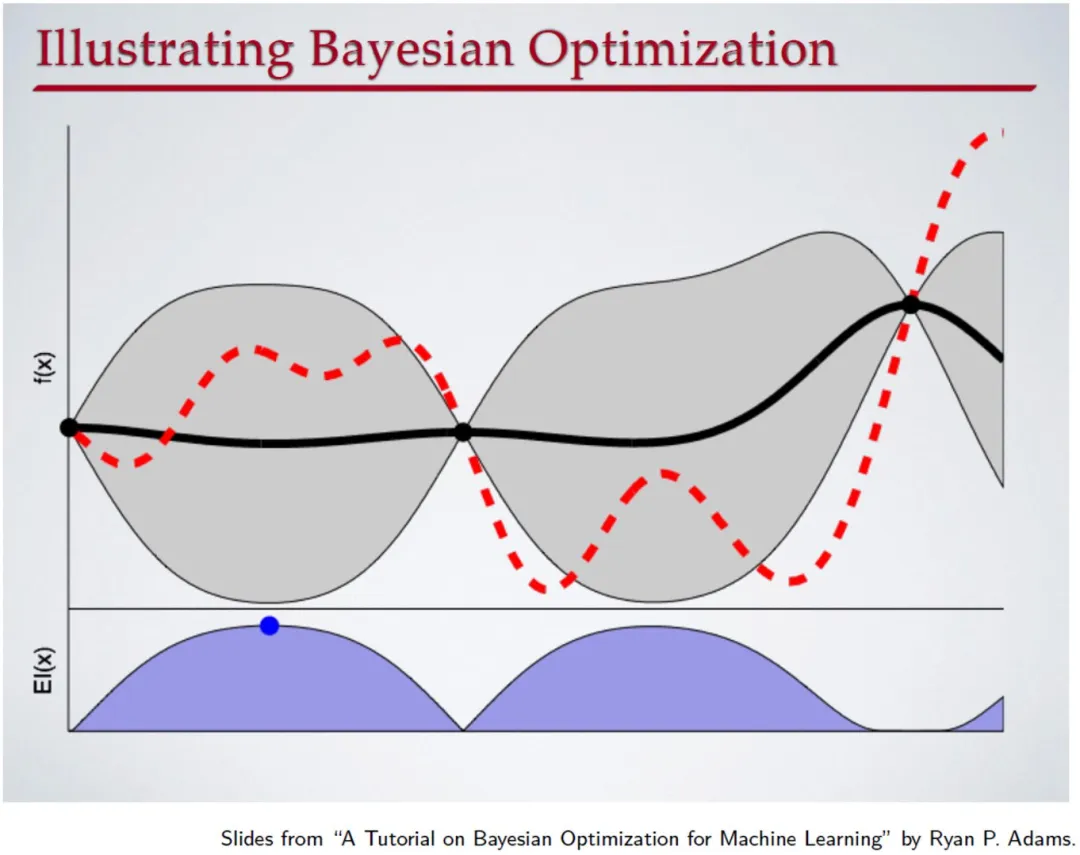 Illustrating Bayesian Optimization
f(x)
EI(x)
Slides from “A Tutorial on Bayesian Optimization for Machine Learning” by Ryan P. Adams.